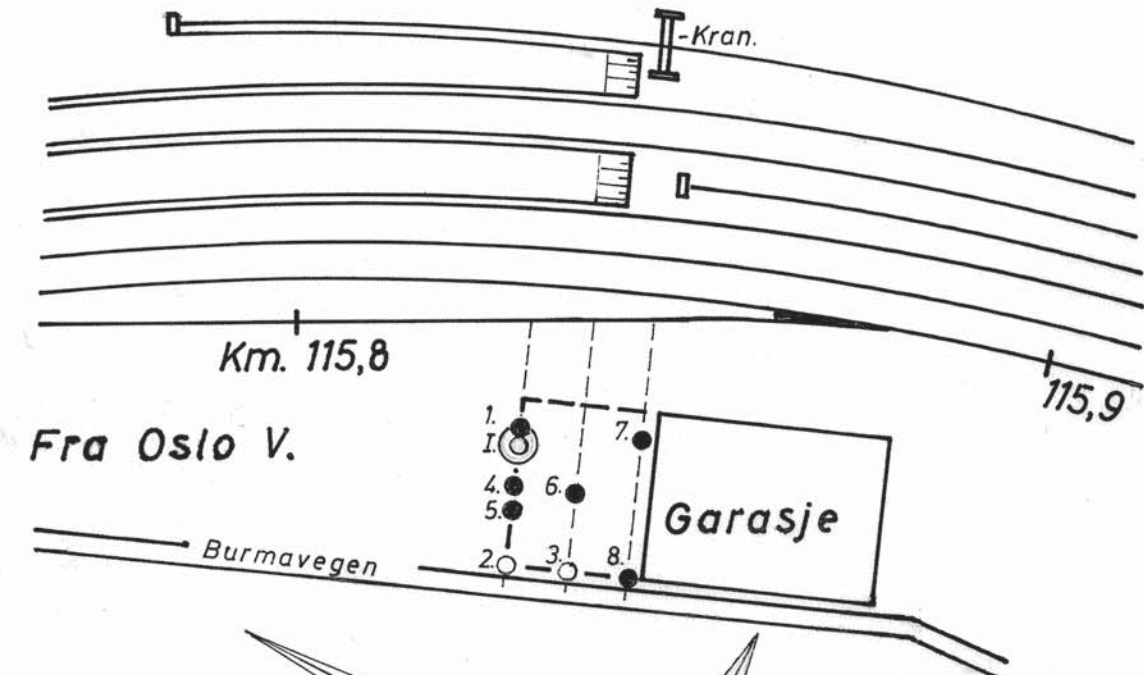 -Kran.
Km. 115,8
115,9
Fra Oslo V.
1.
I.
7.
4.
6.
5.
Garasje
Burmavegen
2.
3.
8.